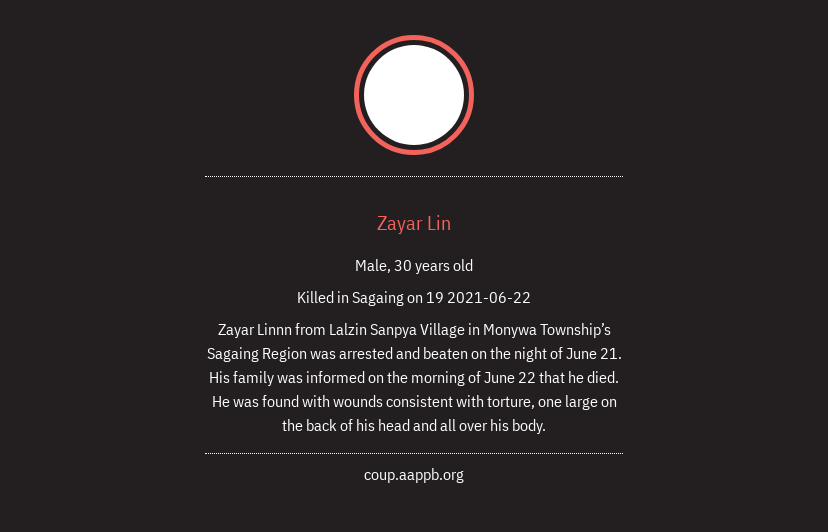 Zayar Lin
Male, 30 years old
Killed in Sagaing on 19 2021-06-22
Zayar Linnn from Lalzin Sanpya Village in Monywa Township’s
Sagaing Region was arrested and beaten on the night of June 21.
His family was informed on the morning of June 22 that he died.
He was found with wounds consistent with torture, one large on
the back of his head and all over his body.
coup.aappb.org